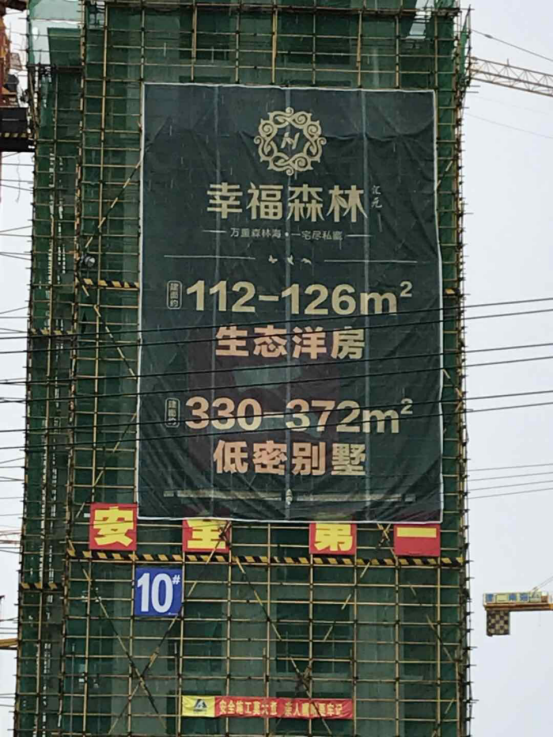 幸福森林
万重森林海•一宅尽私藏
建面约
112-126m²
生态洋房
建面约
330-372m²
低密别墅
安全第一
10#